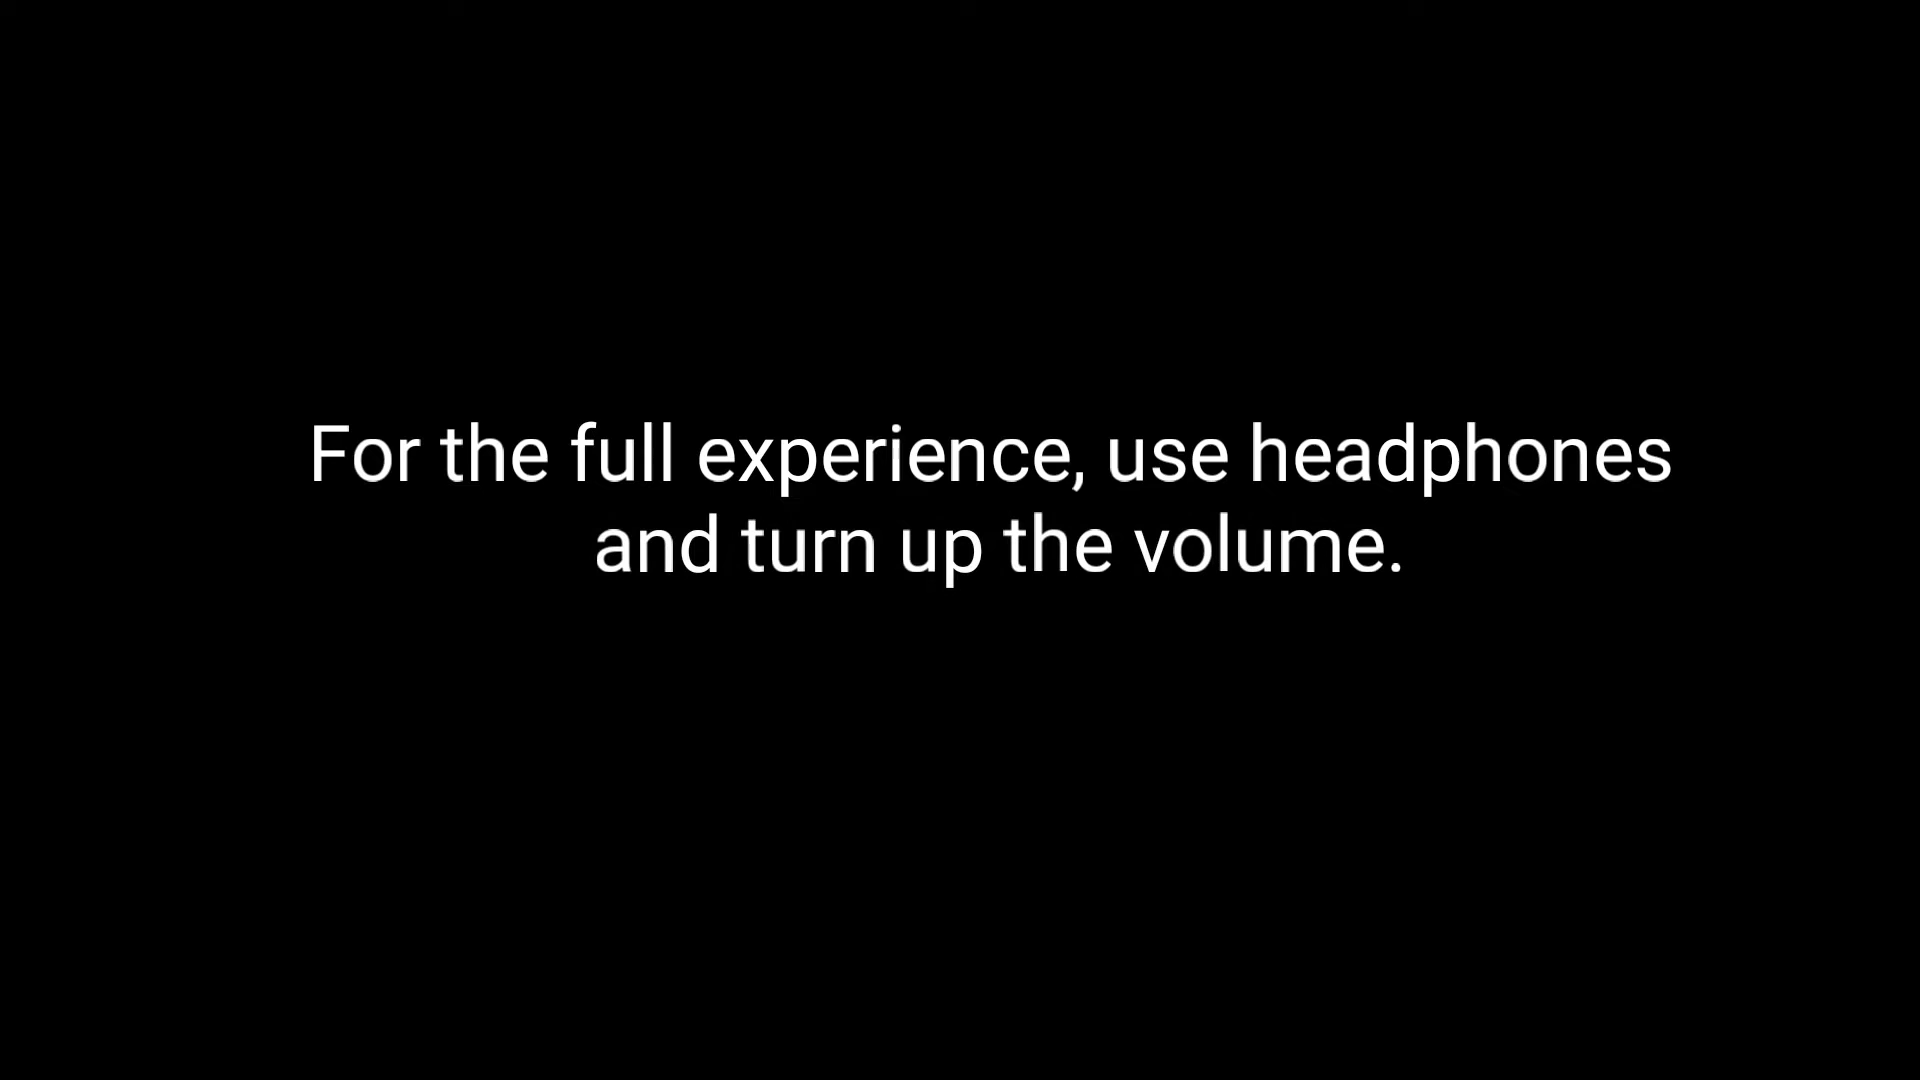 For the full experience, use headphones
and turn up the volume.